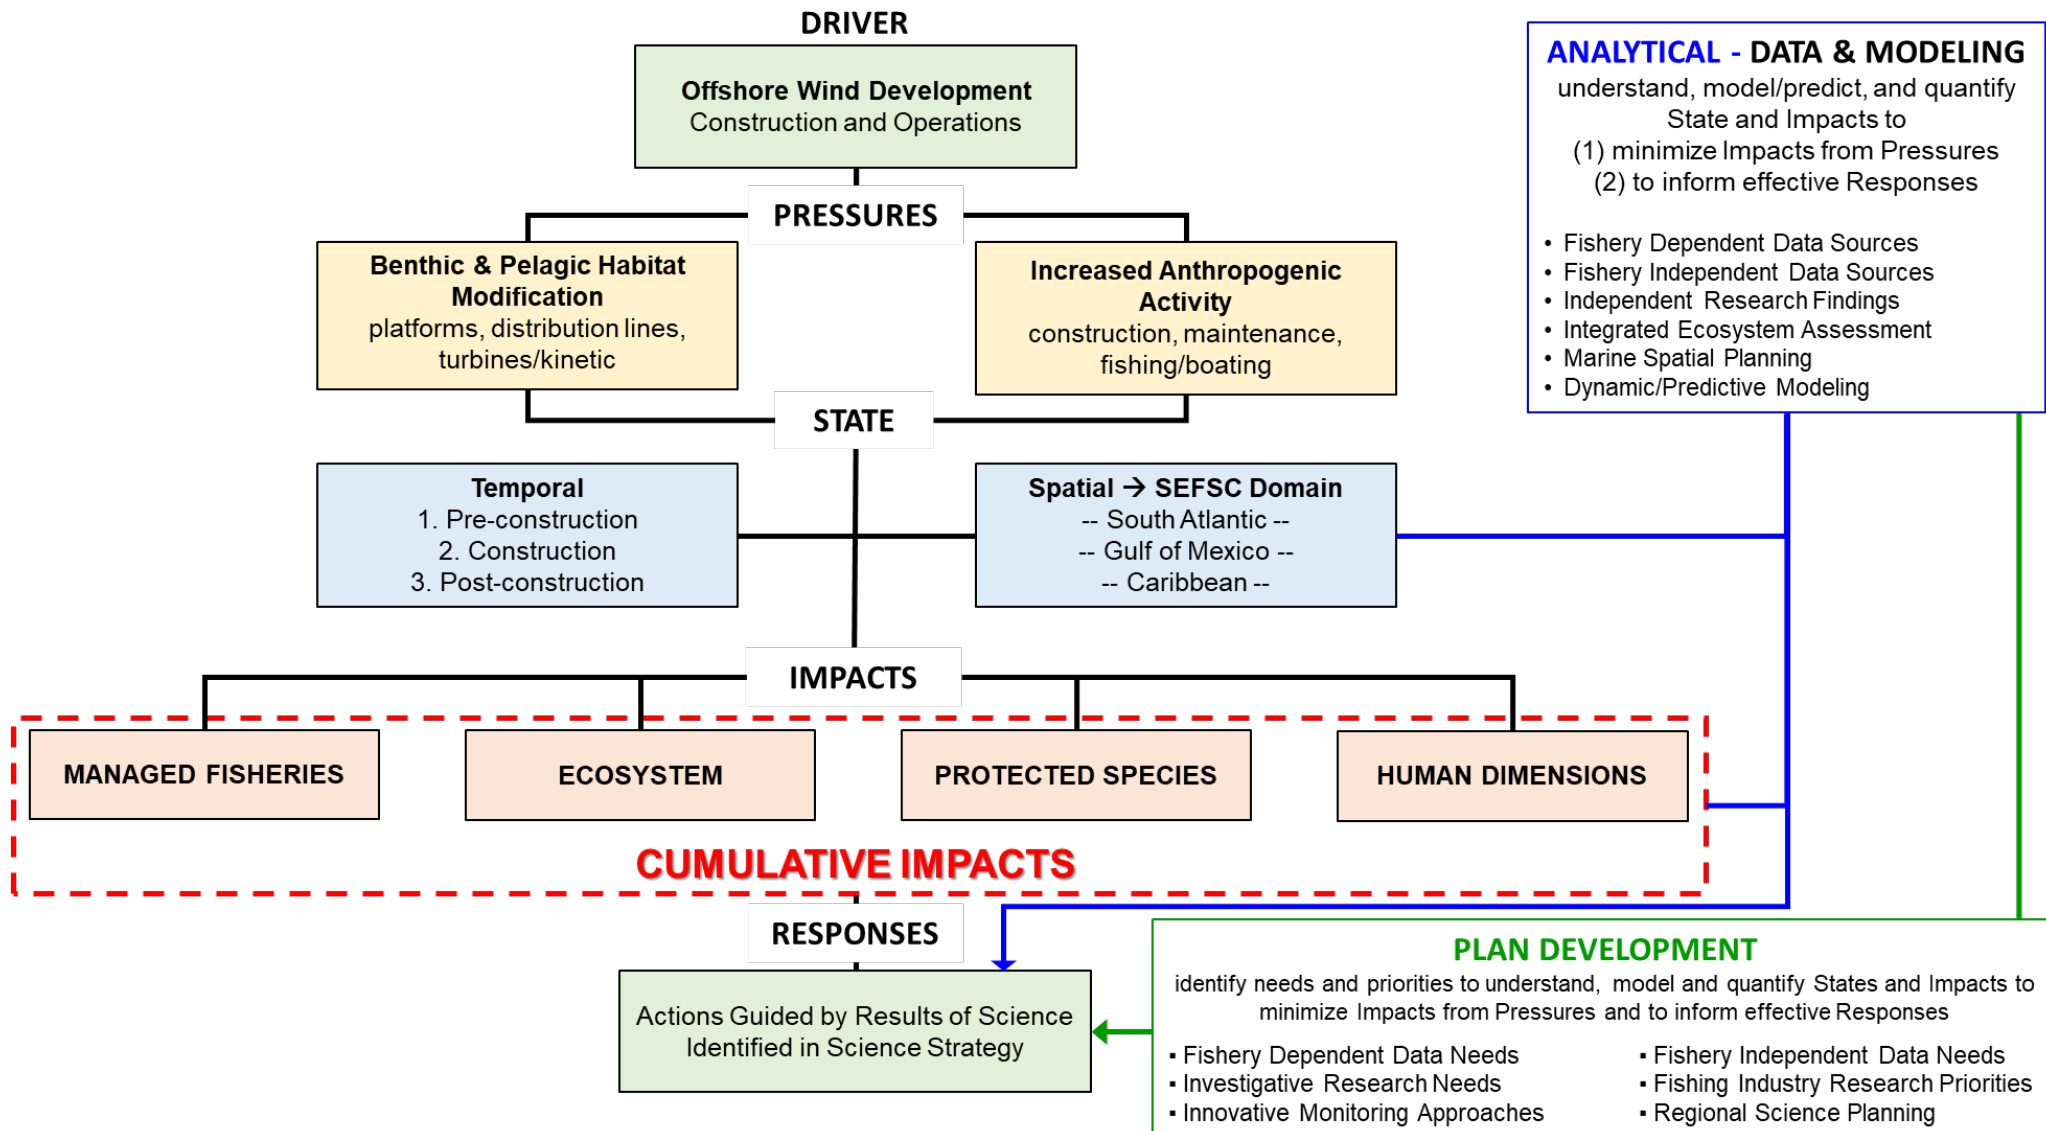 DRIVER
Offshore Wind Development
Construction and Operations
PRESSURES
Benthic & Pelagic Habitat
Modification
platforms, distribution lines,
turbines/kinetic
Increased Anthropogenic
Activity
construction, maintenance,
fishing/boating
STATE
Temporal
1. Pre-construction
2. Construction
3. Post-construction
Spatial → SEFSC Domain
-- South Atlantic --
-- Gulf of Mexico --
-- Caribbean --
IMPACTS
MANAGED FISHERIES
ECOSYSTEM
PROTECTED SPECIES
HUMAN DIMENSIONS
CUMULATIVE IMPACTS
RESPONSES
Actions Guided by Results of Science
Identified in Science Strategy
ANALYTICAL - DATA & MODELING
understand, model/predict, and quantify
State and Impacts to
(1) minimize Impacts from Pressures
(2) to inform effective Responses
• Fishery Dependent Data Sources
• Fishery Independent Data Sources
• Independent Research Findings
• Integrated Ecosystem Assessment
• Marine Spatial Planning
• Dynamic/Predictive Modeling
PLAN DEVELOPMENT
identify needs and priorities to understand, model and quantify States and Impacts to
minimize Impacts from Pressures and to inform effective Responses
▪ Fishery Dependent Data Needs
▪ Investigative Research Needs
▪ Innovative Monitoring Approaches
▪ Fishery Independent Data Needs
▪ Fishing Industry Research Priorities
▪ Regional Science Planning